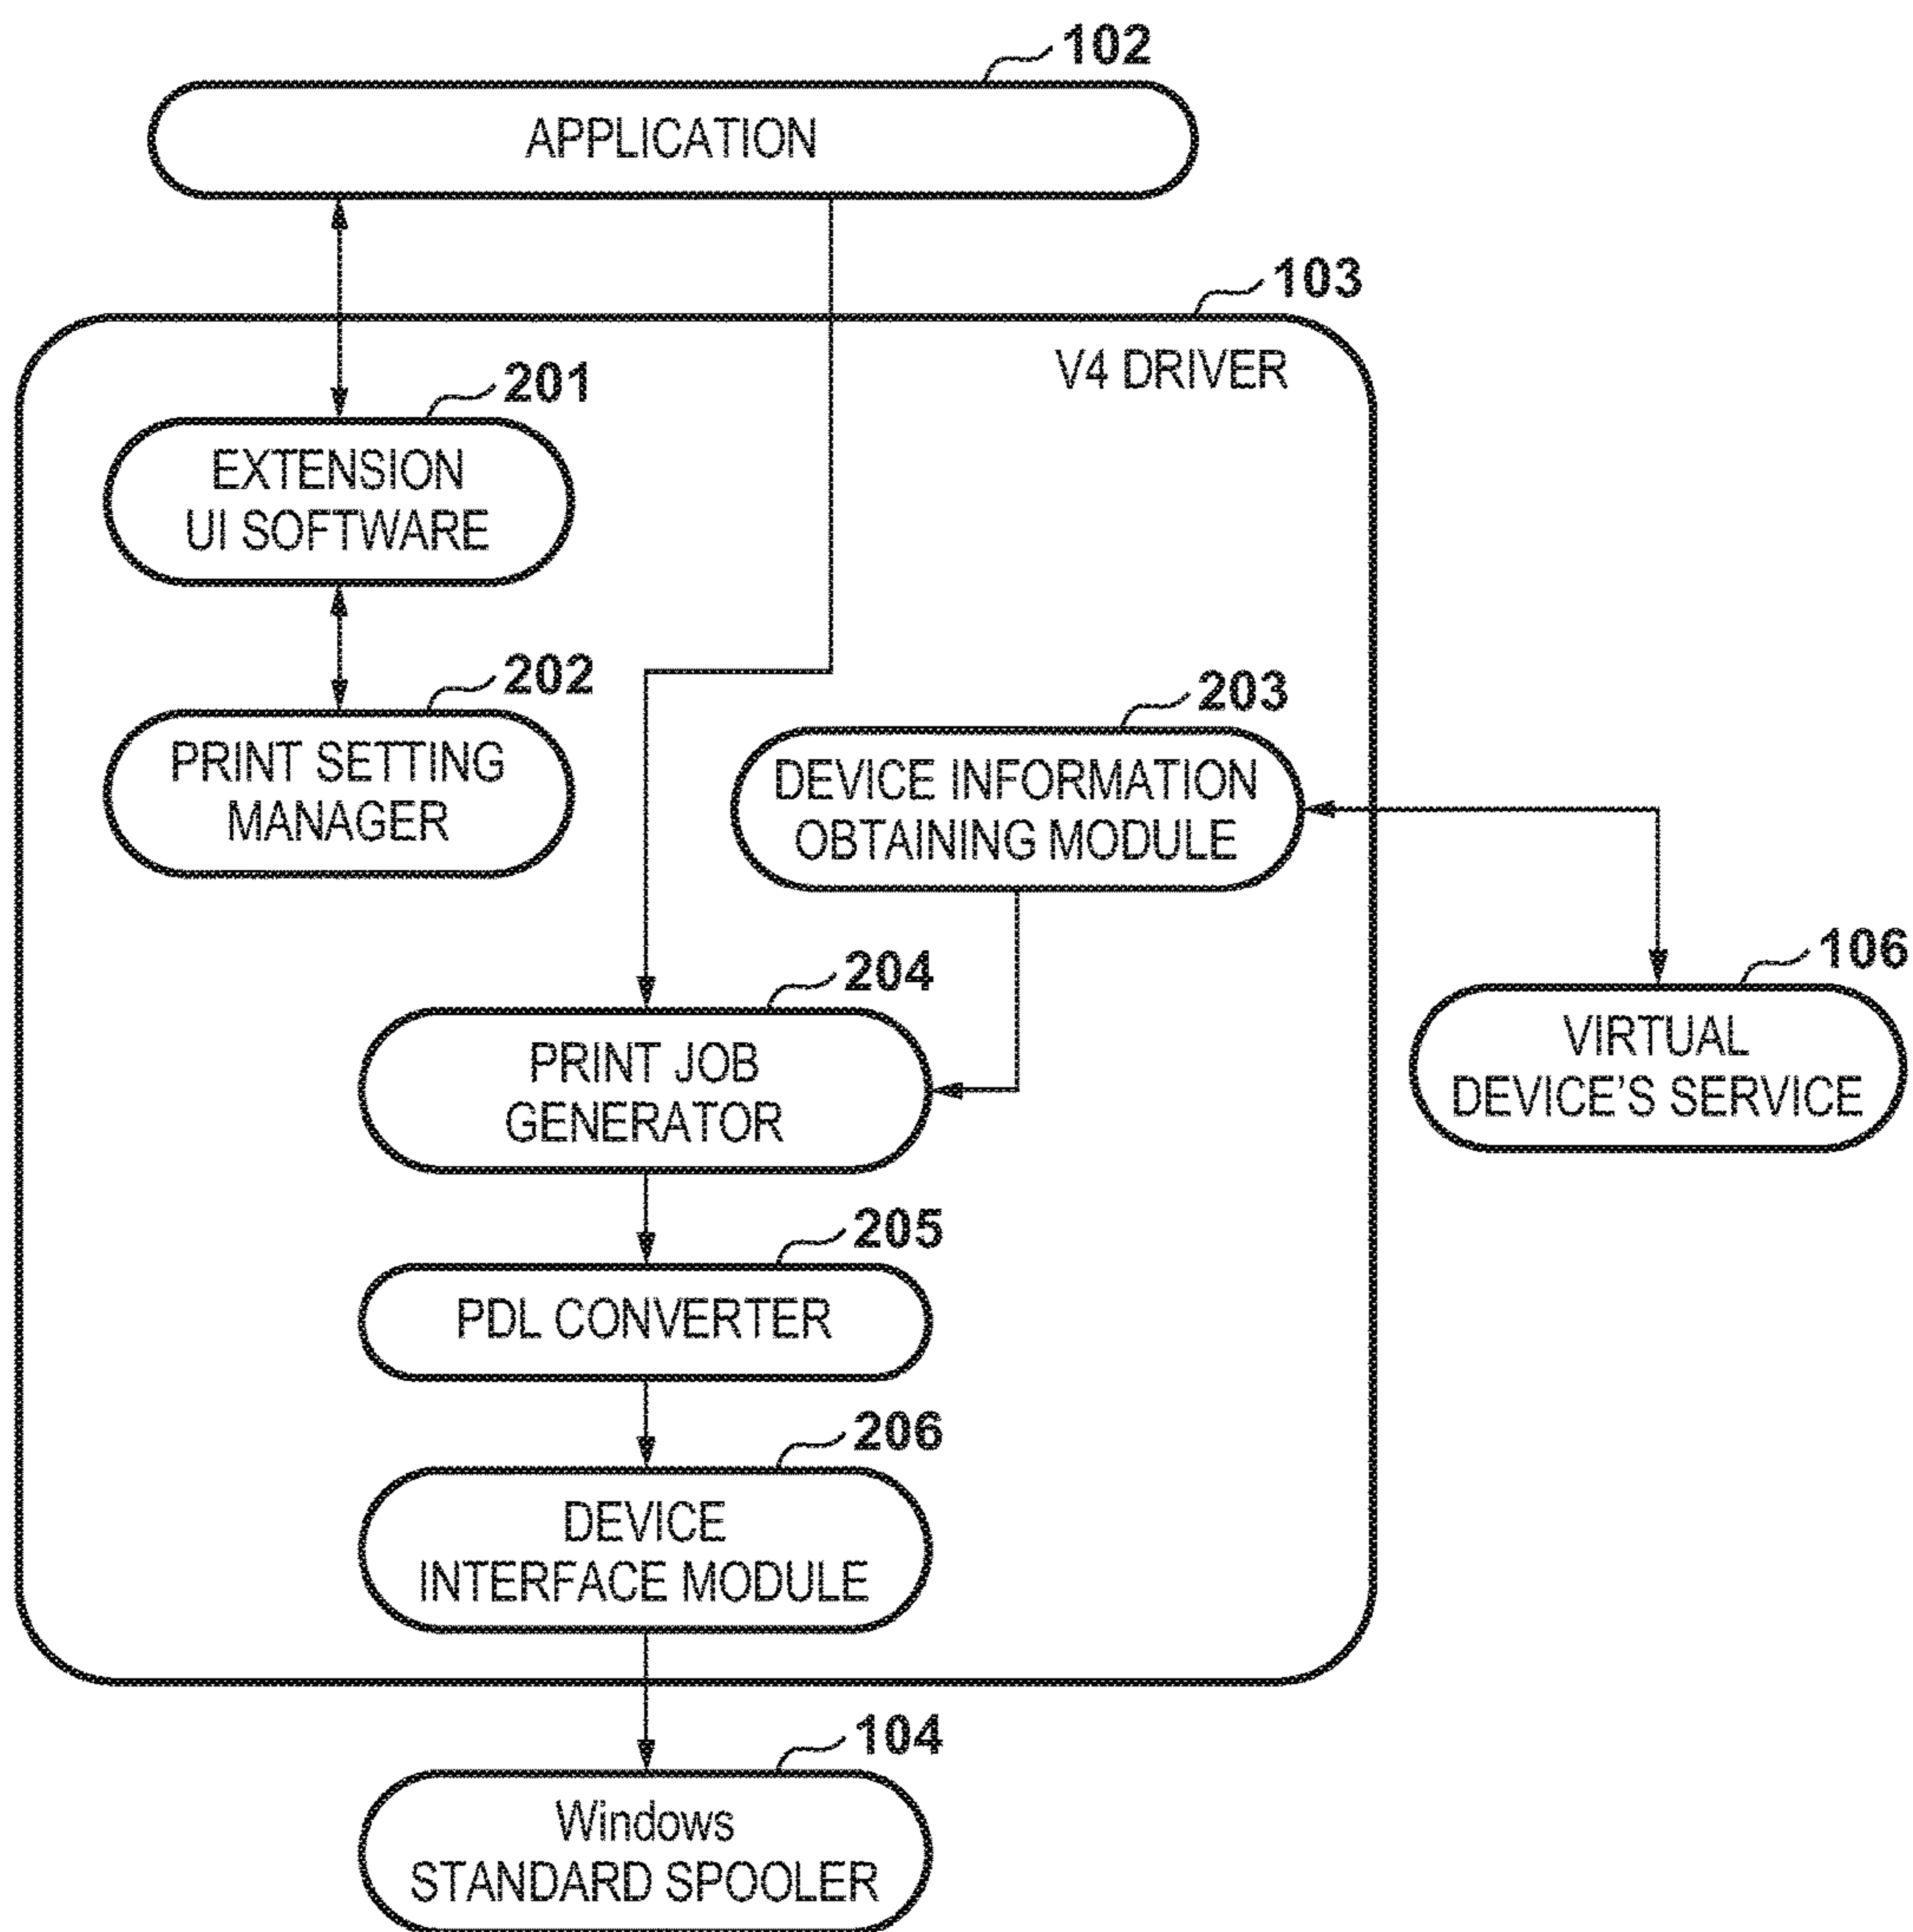 102
APPLICATION
103
V4 DRIVER
201
EXTENSION
UI SOFTWARE
202
PRINT SETTING
MANAGER
203
DEVICE INFORMATION
OBTAINING MODULE
204
PRINT JOB
GENERATOR
106
VIRTUAL
DEVICE'S SERVICE
205
PDL CONVERTER
206
DEVICE
INTERFACE MODULE
104
Windows
STANDARD SPOOLER